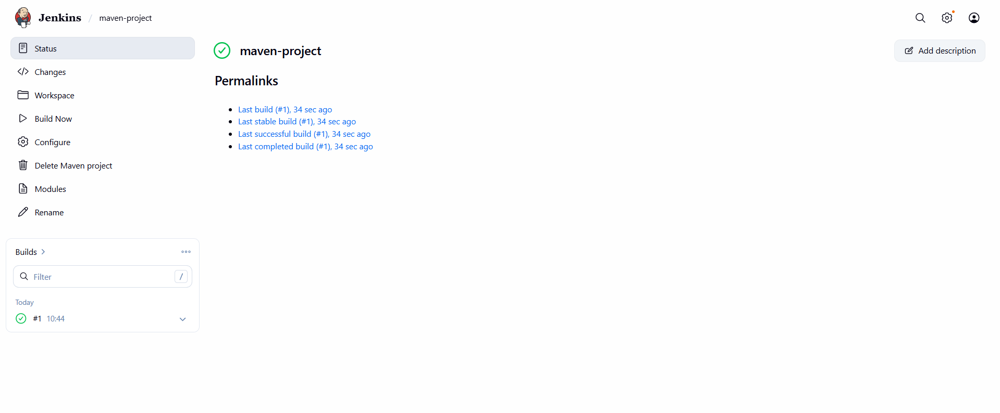 Jenkins / maven-project
Status
Changes
Workspace
Build Now
Configure
Delete Maven project
Modules
Rename
Builds
Filter /
Today
#1 10:44
maven-project
Add description
Permalinks
Last build (#1), 34 sec ago
Last stable build (#1), 34 sec ago
Last successful build (#1), 34 sec ago
Last completed build (#1), 34 sec ago